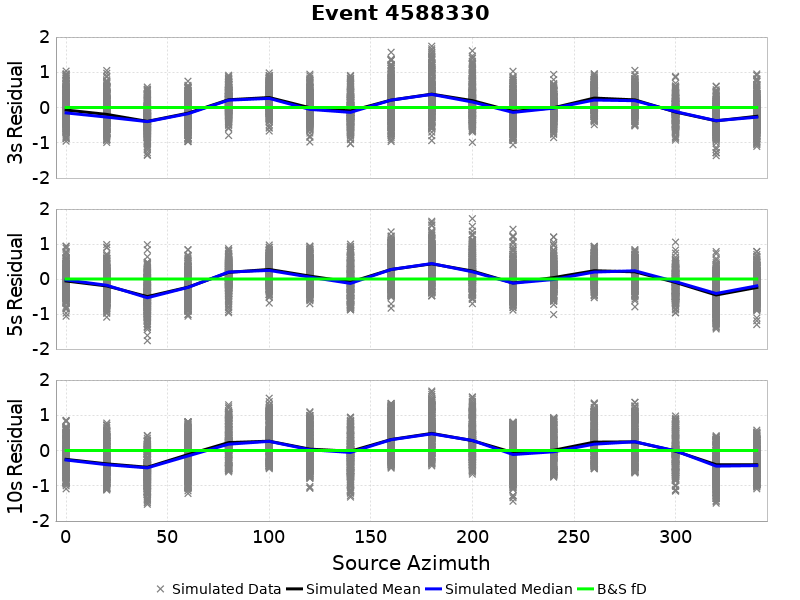 Event 4588330
3s Residual
2
1
0
-1
-2
5s Residual
2
1
0
-1
-2
10s Residual
2
1
0
-1
-2
0 50 100 150 200 250 300
Source Azimuth
Simulated Data Simulated Mean Simulated Median B&S fD